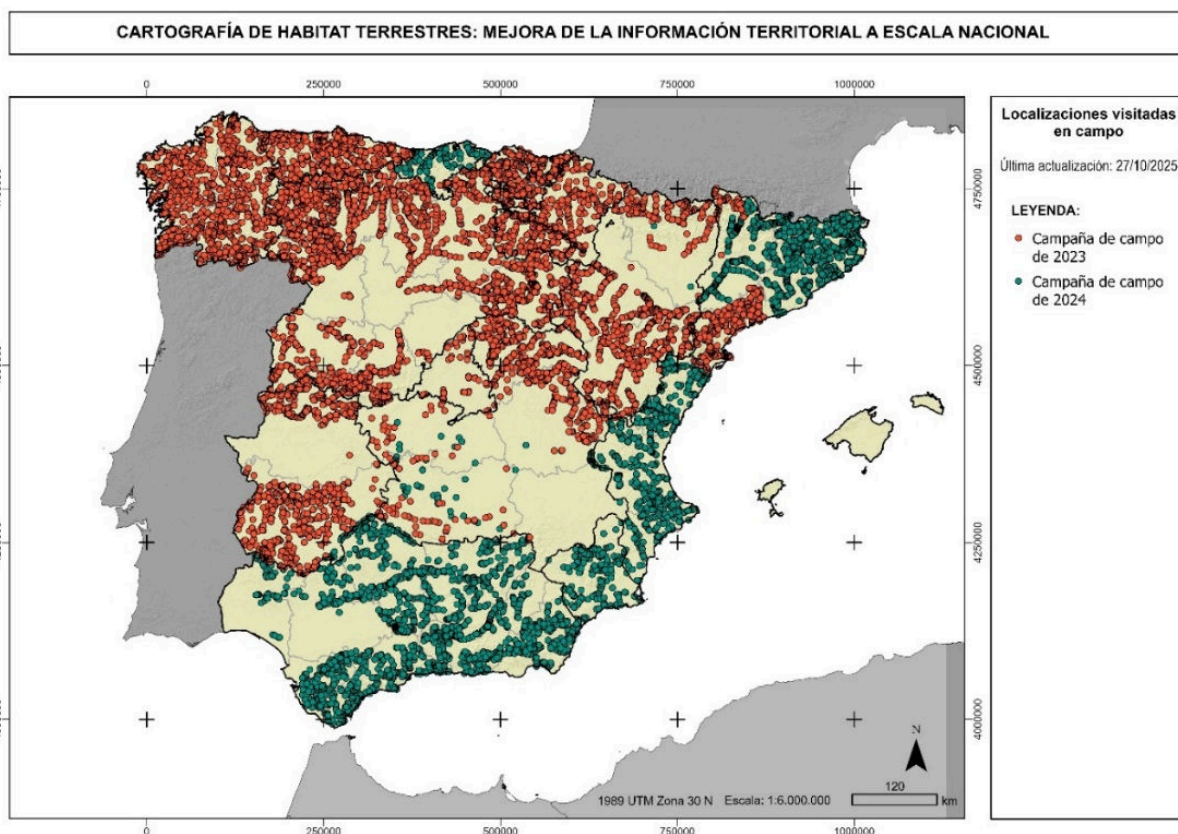 CARTOGRAFÍA DE HABITAT TERRESTRES: MEJORA DE LA INFORMACIÓN TERRITORIAL A ESCALA NACIONAL
0 250000 500000 750000 1000000
Localizaciones visitadas
en campo
Última actualización: 27/10/2025
LEYENDA:
Campaña de campo
de 2023
Campaña de campo
de 2024
4750000
4500000
4250000
4000000
N
120
1989 UTM Zona 30 N Escala: 1:6.000.000 km
0 250000 500000 750000 1000000